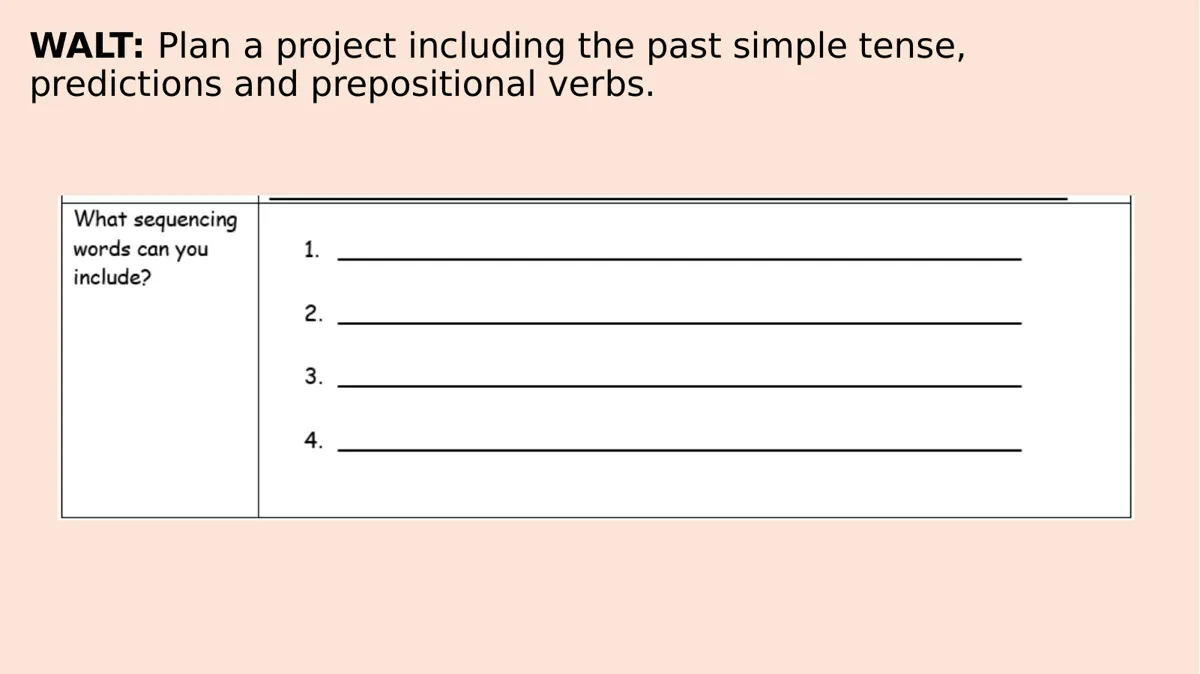 WALT: Plan a project including the past simple tense,
predictions and prepositional verbs.
What sequencing
words can you
include?
1.
2.
3.
4.